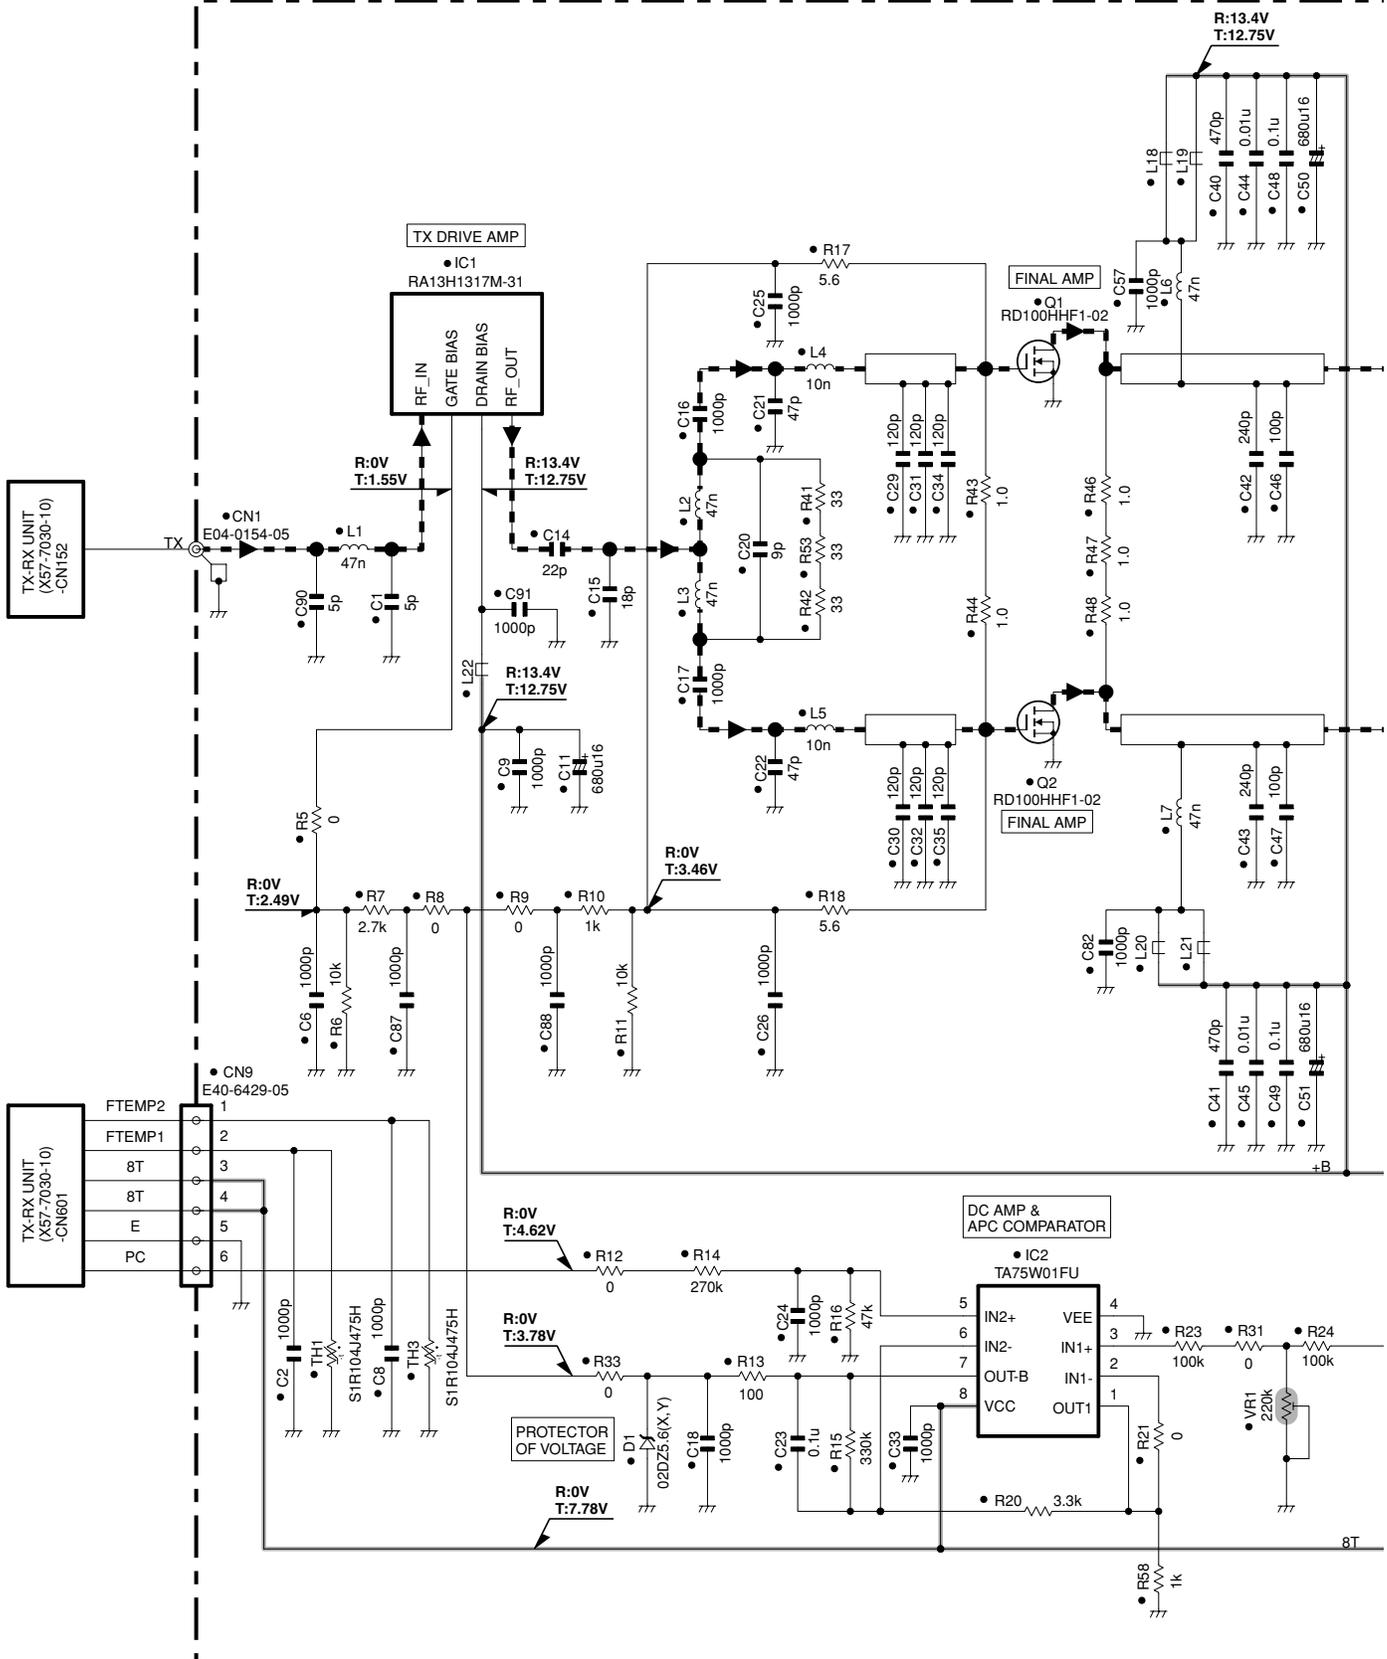 R:13.4V
T:12.75V
L18
L19
C40
470p
C44
0.01u
C48
0.1u
C50
680u16
+
TX DRIVE AMP
IC1
RA13H1317M-31
RF_IN
GATE BIAS
DRAIN BIAS
RF_OUT
R17
5.6
C25
1000p
FINAL AMP
Q1
RD100HHF1-02
C57
1000p
L6
47n
L4
10n
C16
1000p
C21
47p
C29
120p
C31
120p
C34
120p
C42
240p
C46
100p
R:0V
T:1.55V
R:13.4V
T:12.75V
TX-RX UNIT
(X57-7030-10)
-CN152
TX
CN1
E04-0154-05
L1
47n
C90
5p
C1
5p
C14
22p
C15
18p
C91
1000p
L2
47n
L3
47n
C20
9p
R41
33
R53
33
R42
33
R43
1.0
R44
1.0
R46
1.0
R47
1.0
R48
1.0
L22
R:13.4V
T:12.75V
C17
1000p
L5
10n
C22
47p
C9
1000p
C11
680u16
+
Q2
RD100HHF1-02
FINAL AMP
C30
120p
C32
120p
C35
120p
L7
47n
C43
240p
C47
100p
R5
0
R:0V
T:2.49V
R7
2.7k
R8
0
R9
0
R10
1k
R:0V
T:3.46V
R18
5.6
C6
1000p
R6
10k
C87
1000p
C88
1000p
R11
10k
C26
1000p
C82
1000p
L20
L21
C41
470p
C45
0.01u
C49
0.1u
C51
680u16
+
CN9
E40-6429-05
TX-RX UNIT
(X57-7030-10)
-CN601
FTEMP2
1
FTEMP1
2
8T
3
8T
4
E
5
PC
6
+B
R:0V
T:4.62V
R12
0
R14
270k
DC AMP &
APC COMPARATOR
IC2
TA75W01FU
C2
1000p
TH1
S1R104J475H
C8
1000p
TH3
S1R104J475H
R:0V
T:3.78V
R33
0
R13
100
C24
1000p
R16
47k
5
IN2+
6
IN2-
7
OUT-B
8
VCC
VEE
4
IN1+
3
IN1-
2
OUT1
1
R23
100k
R31
0
R24
100k
VR1
220k
PROTECTOR
OF VOLTAGE
D1
02DZ5.6(X,Y)
C18
1000p
C23
0.1u
R15
330k
C33
1000p
R21
0
R20
3.3k
R:0V
T:7.78V
8T
R58
1k